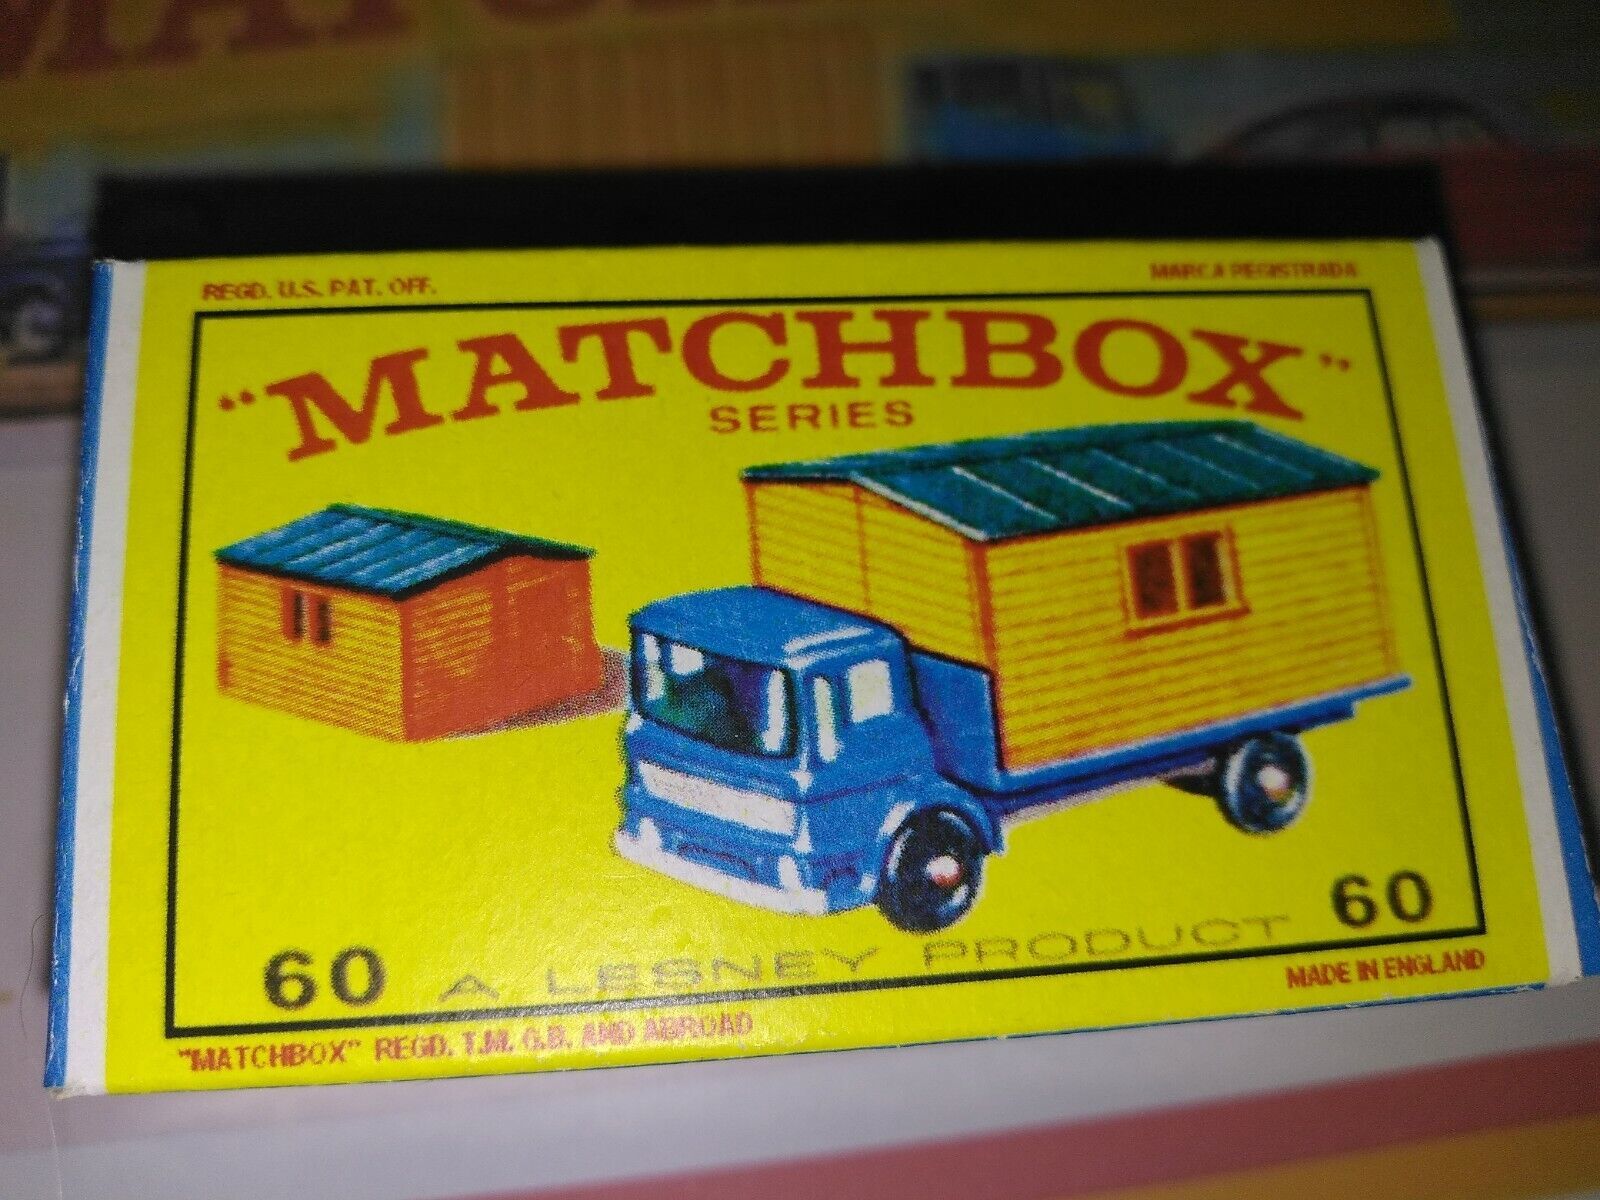 REGD. U.S. PAT. OFF.
MARCA REGISTRADA
"MATCHBOX"
SERIES
60 A LESNEY PRODUCT 60
MADE IN ENGLAND
"MATCHBOX" REGD. T.M. G.B. AND ABROAD